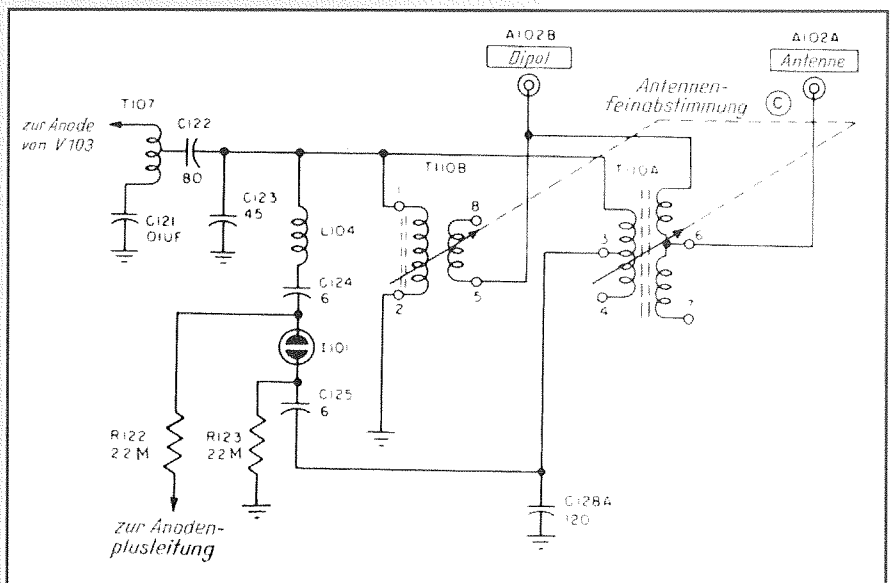 A102B
Dipol
A102A
Antenne
Antennen-
feinabstimmung
C
T107
zur Anode
von V103
C122
80
T110B
T110A
C123
45
C121
.01UF
L104
1
8
3
6
C124
6
2
5
4
7
I101
C125
6
R122
22M
R123
22M
C128A
120
zur Anoden-
plusleitung